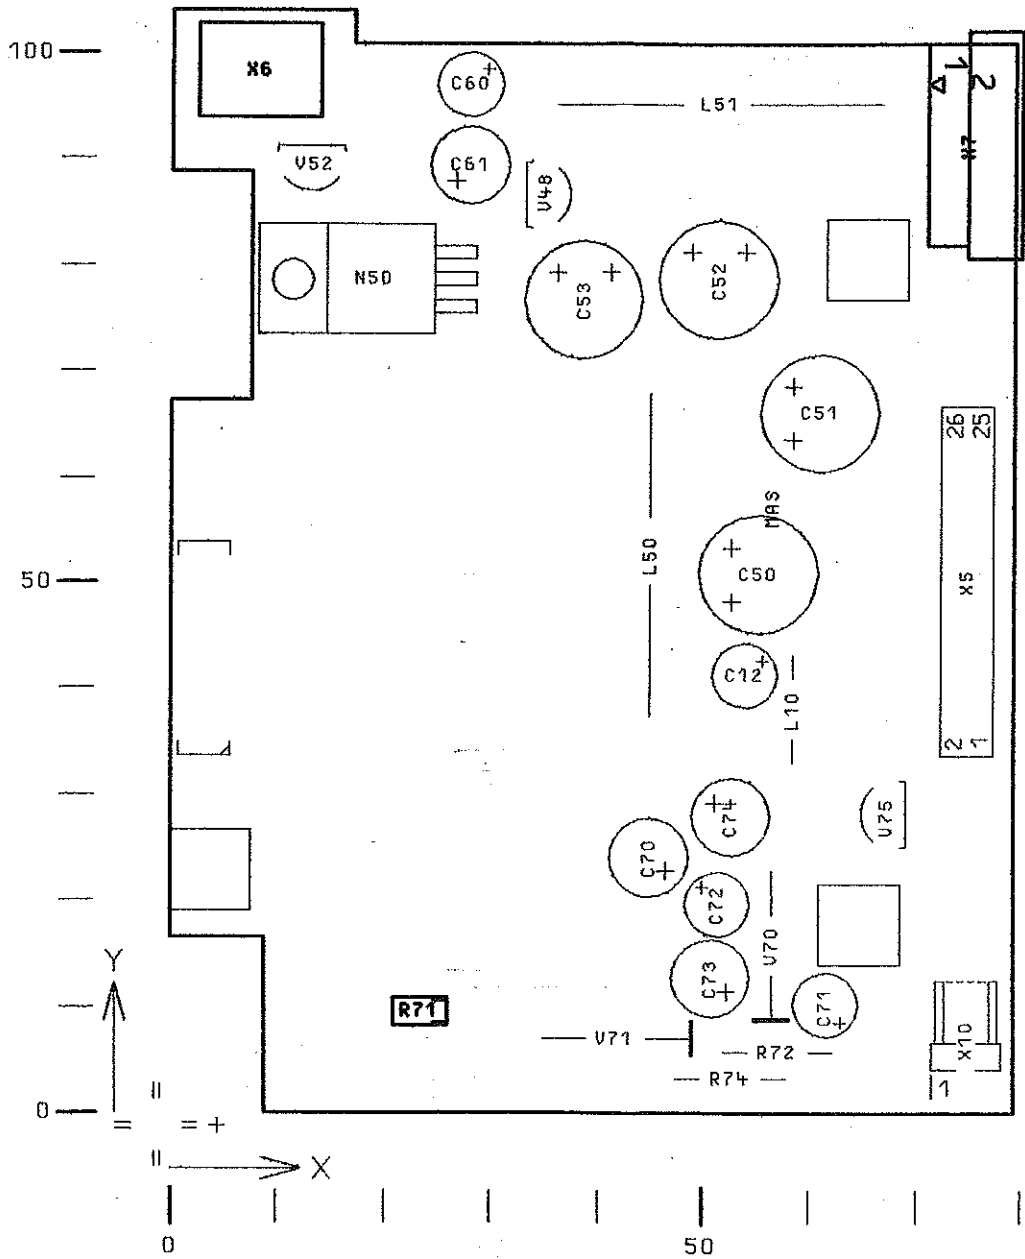 100
X6
+
C60
L51
1
2
X7
V52
C61
+
V48
N50
+ +
C53
+ +
C52
+
C51
+
26
25
MAS
50
L50
+
C50
+
X5
C12
+
L10
2
1
+
C74
V75
C70
+
+
C72
V70
C73
+
R71
C71
+
V71
R72
R74
X10
1
Y
0
=
= = +
=
X
0
50